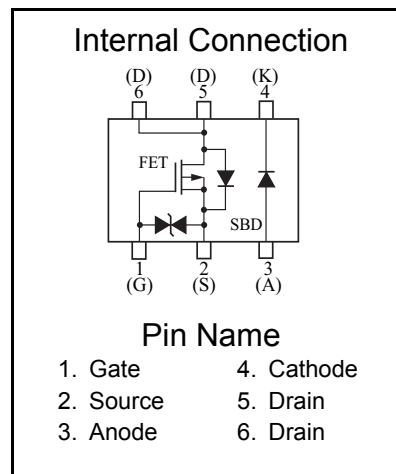 Internal Connection
(D) (D) (K)
6 5 4
FET
SBD
1 2 3
(G) (S) (A)
Pin Name
1. Gate 4. Cathode
2. Source 5. Drain
3. Anode 6. Drain